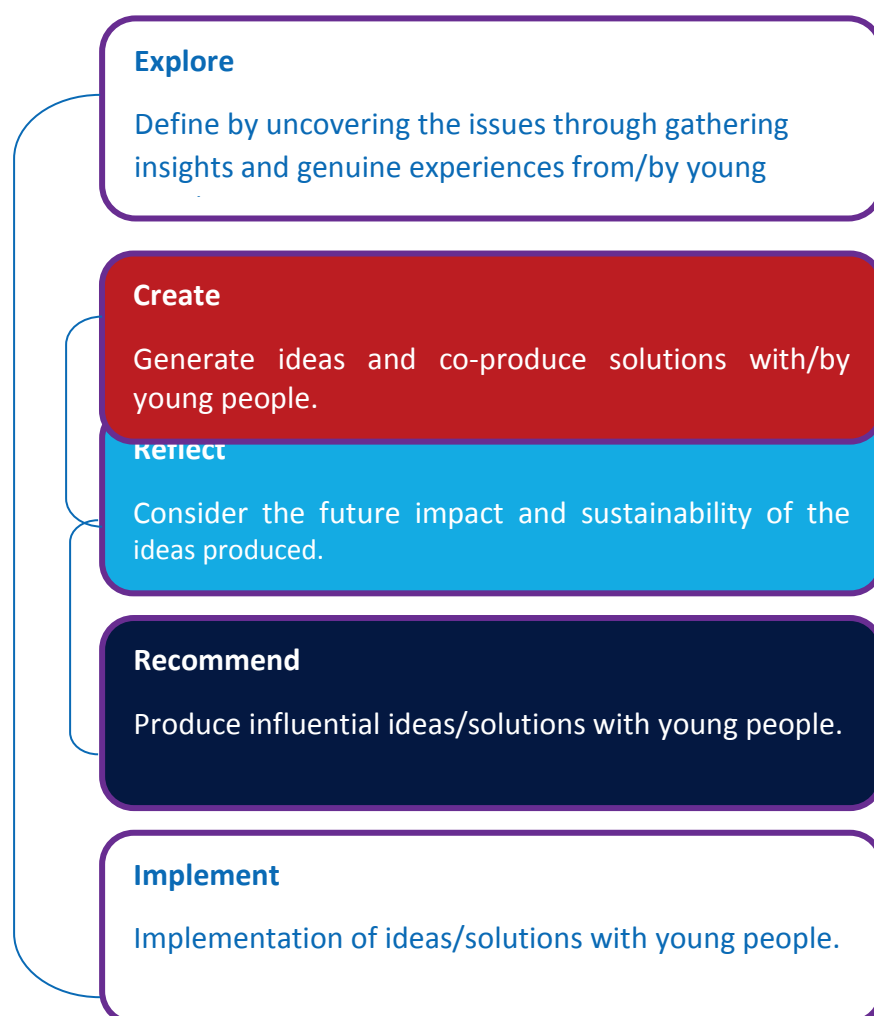 Explore
Define by uncovering the issues through gathering
insights and genuine experiences from/by young
Create
Generate ideas and co-produce solutions with/by
young people.
Reflect
Consider the future impact and sustainability of the
ideas produced.
Recommend
Produce influential ideas/solutions with young people.
Implement
Implementation of ideas/solutions with young people.